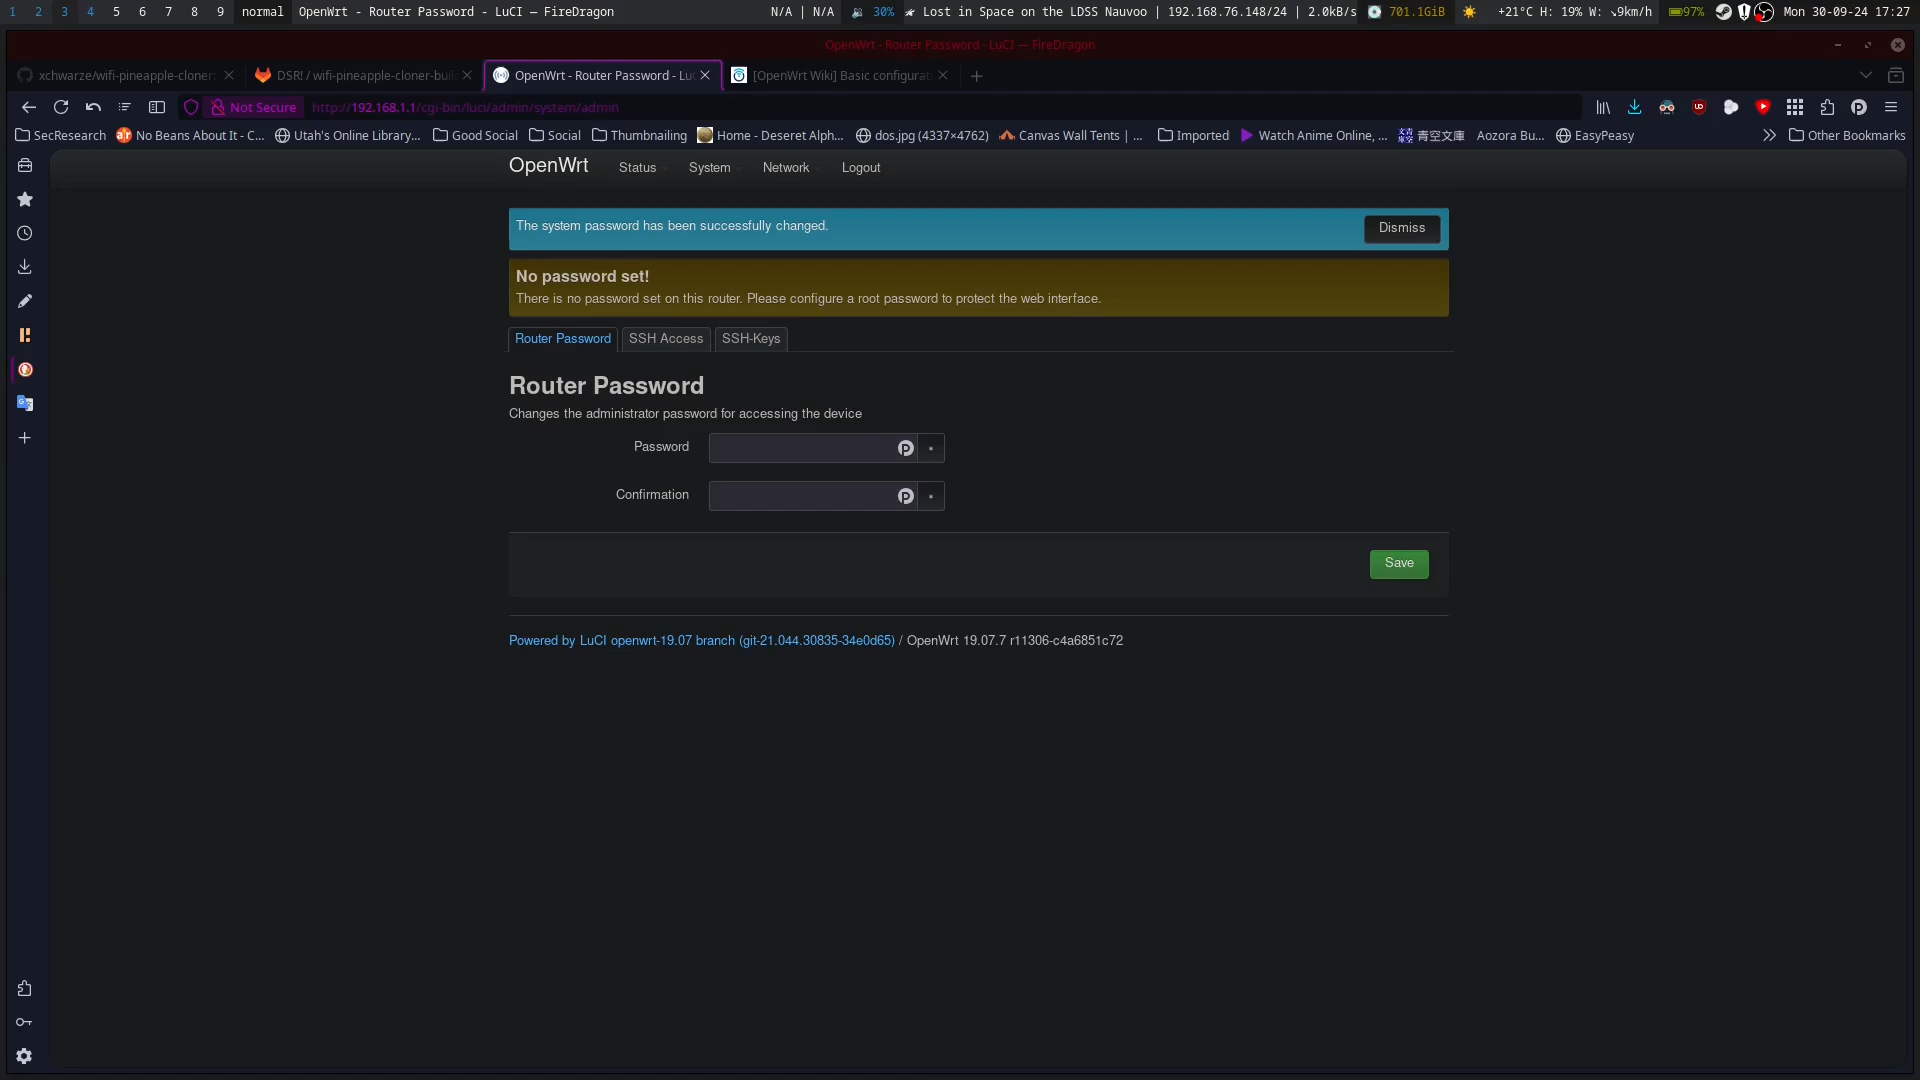 1 2 3 4 5 6 7 8 9 normal OpenWrt - Router Password - LuCI — FireDragon N/A | N/A 30% Lost in Space on the LDSS Nauvoo | 192.168.76.148/24 | 2.0kB/s 701.1GiB +21°C H: 19% W: ↘9km/h 97% Mon 30-09-24 17:27
OpenWrt - Router Password - LuCI — FireDragon
xchwarze/wifi-pineapple-cloner: DSR! / wifi-pineapple-cloner-buil OpenWrt - Router Password - Lu [OpenWrt Wiki] Basic configurat
Not Secure http://192.168.1.1/cgi-bin/luci/admin/system/admin
SecResearch No Beans About It - C... Utah's Online Library... Good Social Social Thumbnailing Home - Deseret Alph... dos.jpg (4337×4762) Canvas Wall Tents | ... Imported Watch Anime Online, ... 青空文庫 Aozora Bu... EasyPeasy Other Bookmarks
OpenWrt Status System Network Logout
The system password has been successfully changed. Dismiss
No password set!
There is no password set on this router. Please configure a root password to protect the web interface.
Router Password SSH Access SSH-Keys
Router Password
Changes the administrator password for accessing the device
Password *
Confirmation *
Save
Powered by LuCI openwrt-19.07 branch (git-21.044.30835-34e0d65) / OpenWrt 19.07.7 r11306-c4a6851c72